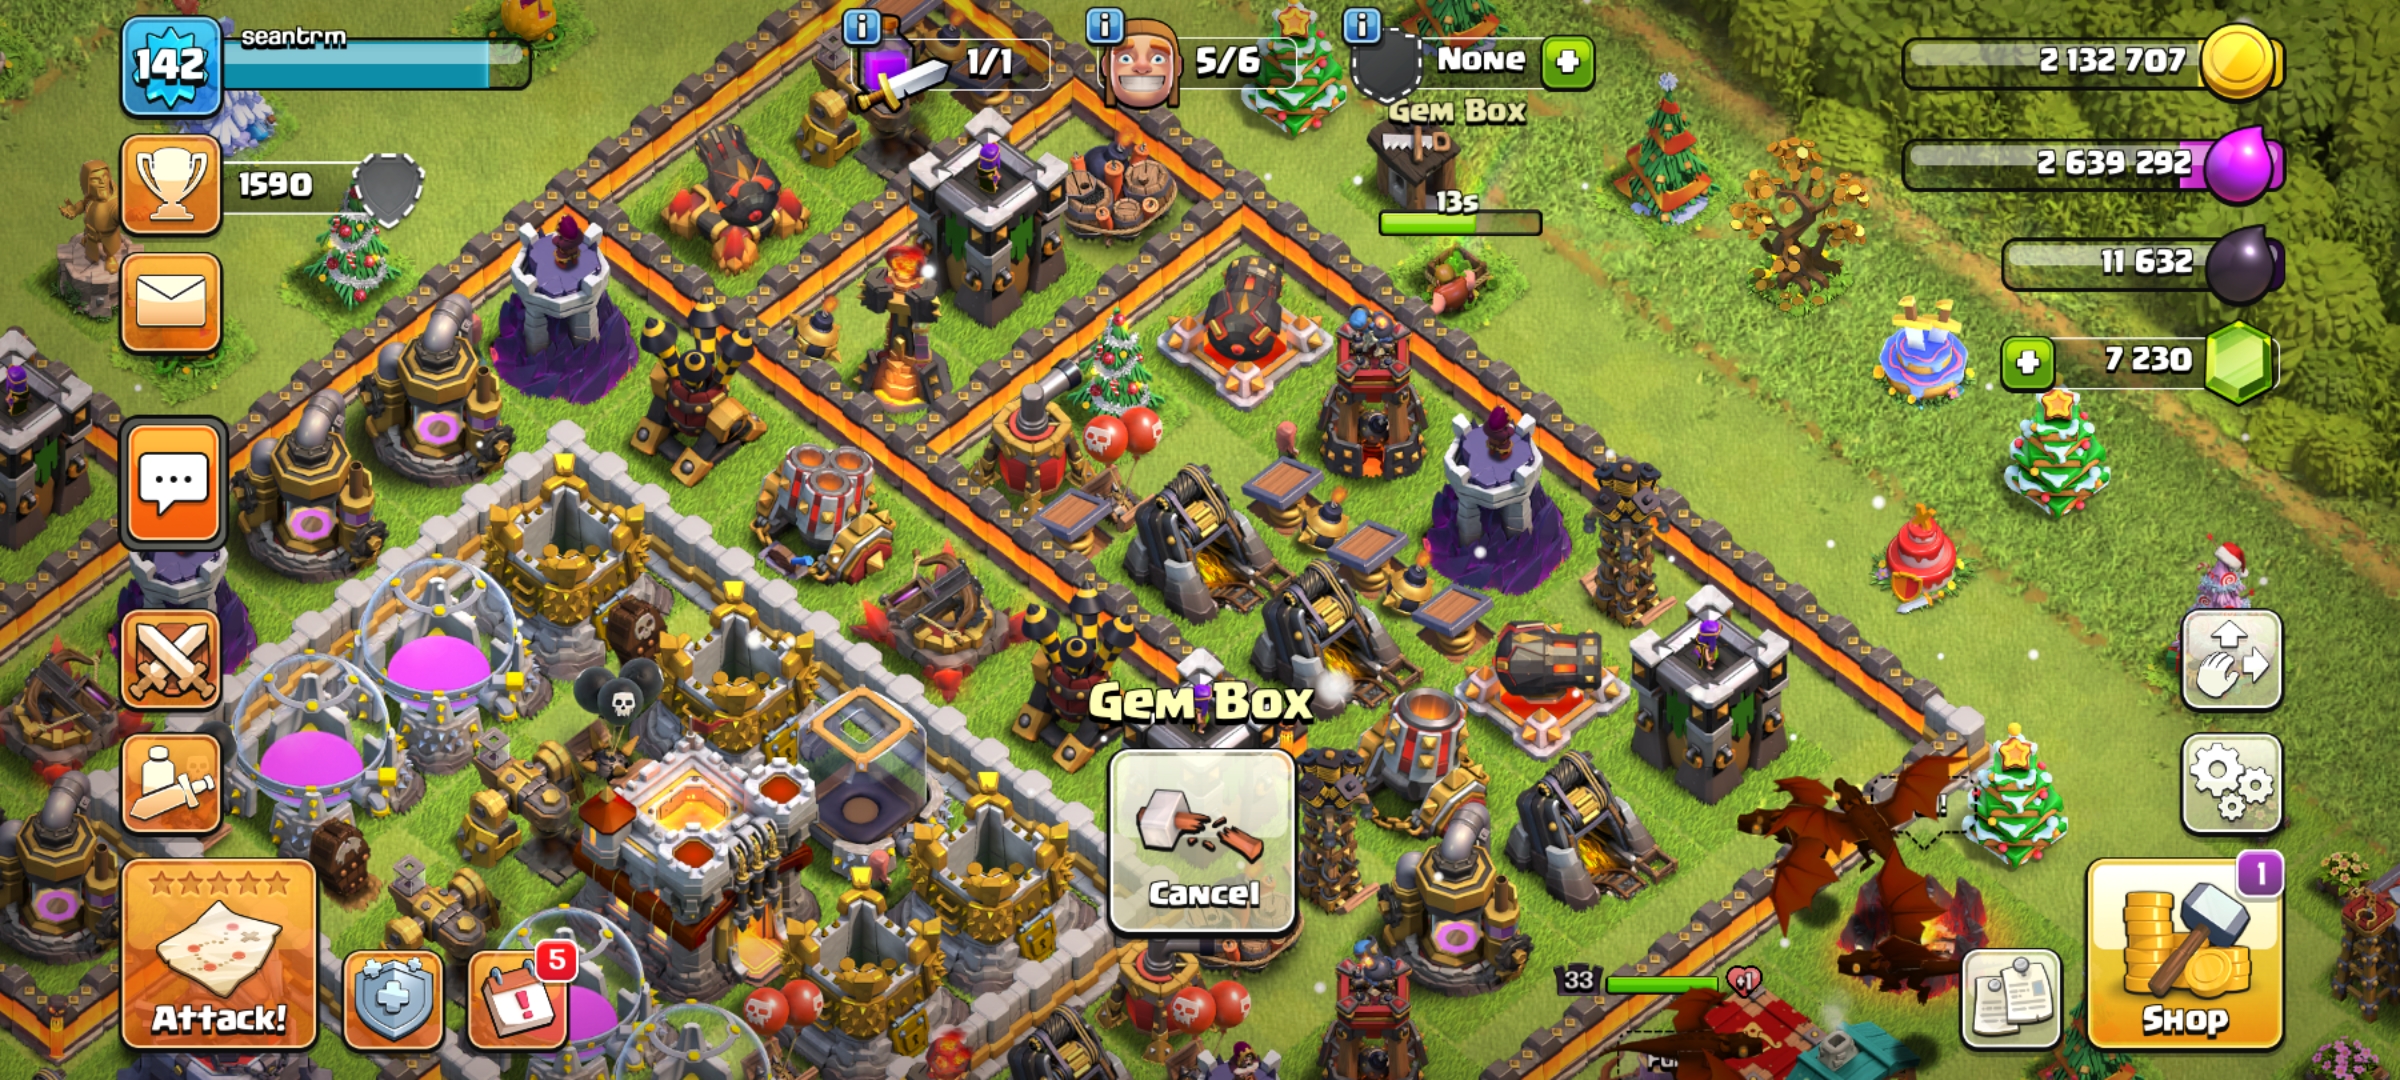 142
seantrm
1/1
5/6
None
2 132 707
Gem Box
1590
2 639 292
13s
11 632
7 230
Gem Box
Cancel
1
5
33
+1
Attack!
Shop